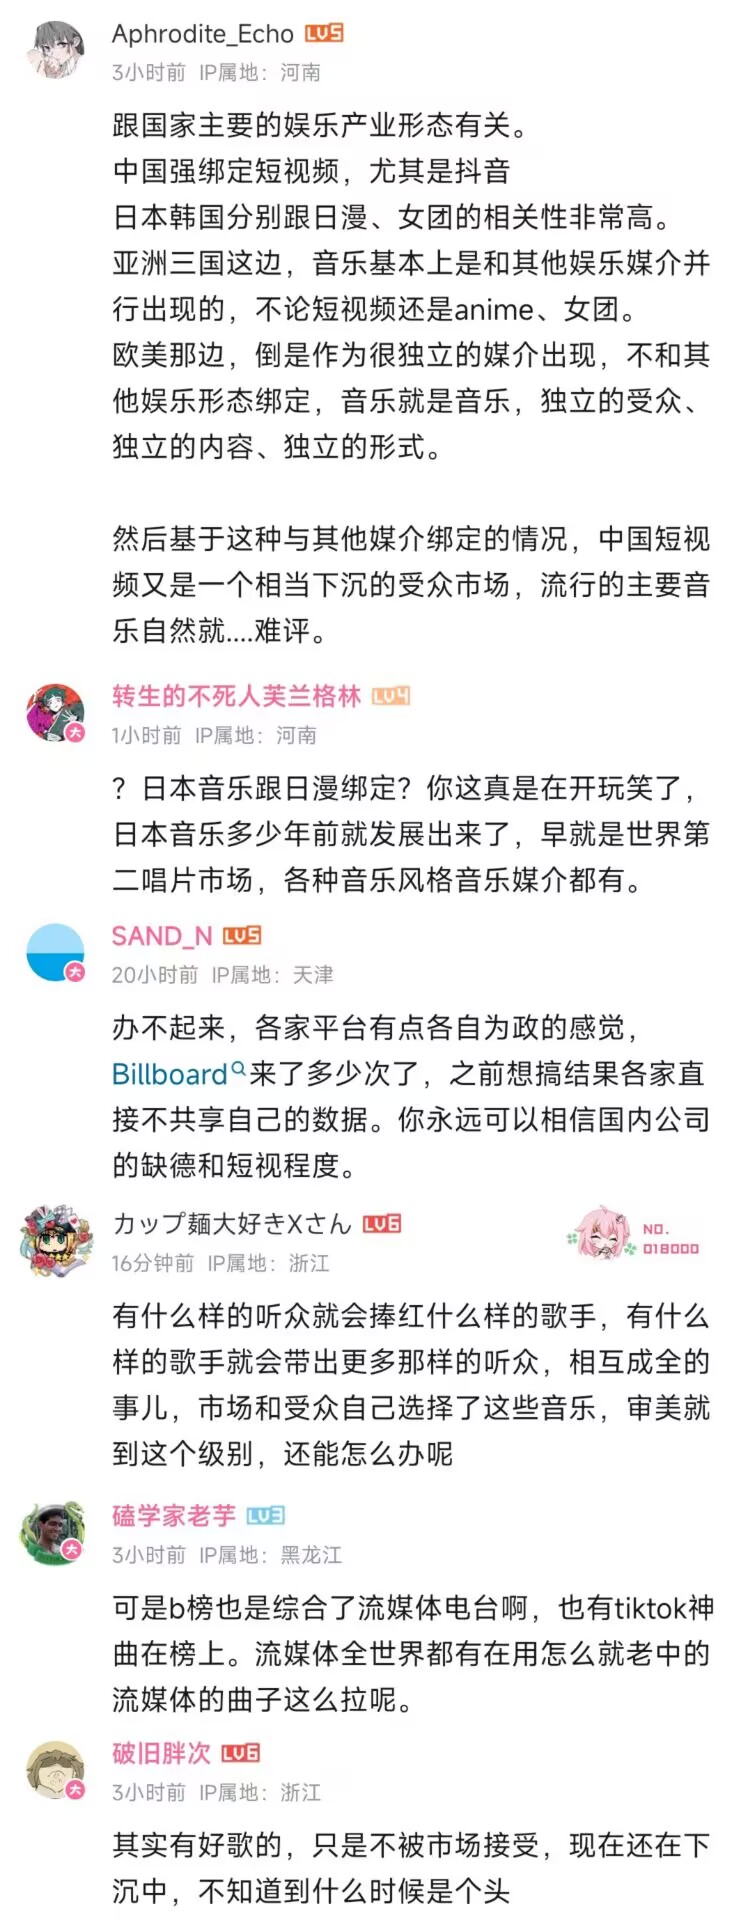 Aphrodite_Echo LV5
3小时前 IP属地：河南
跟国家主要的娱乐产业形态有关。
中国强绑定短视频，尤其是抖音
日本韩国分别跟日漫、女团的相关性非常高。
亚洲三国这边，音乐基本上是和其他娱乐媒介并
行出现的，不论短视频还是anime、女团。
欧美那边，倒是作为很独立的媒介出现，不和其
他娱乐形态绑定，音乐就是音乐，独立的受众、
独立的内容、独立的形式。
然后基于这种与其他媒介绑定的情况，中国短视
频又是一个相当下沉的受众市场，流行的主要音
乐自然就....难评。
转生的不死人芙兰格林 LV4
大
1小时前 IP属地：河南
？日本音乐跟日漫绑定？你这真是在开玩笑了，
日本音乐多少年前就发展出来了，早就是世界第
二唱片市场，各种音乐风格音乐媒介都有。
SAND_N LV5
大
20小时前 IP属地：天津
办不起来，各家平台有点各自为政的感觉，
Billboard来了多少次了，之前想搞结果各家直
接不共享自己的数据。你永远可以相信国内公司
的缺德和短视程度。
カップ麺大好きXさん LV6
NO.
018000
16分钟前 IP属地：浙江
有什么样的听众就会捧红什么样的歌手，有什么
样的歌手就会带出更多那样的听众，相互成全的
事儿，市场和受众自己选择了这些音乐，审美就
到这个级别，还能怎么办呢
磕学家老芋 LV3
大
3小时前 IP属地：黑龙江
可是b榜也是综合了流媒体电台啊，也有tiktok神
曲在榜上。流媒体全世界都有在用怎么就老中的
流媒体的曲子这么拉呢。
破旧胖次 LV6
大
3小时前 IP属地：浙江
其实有好歌的，只是不被市场接受，现在还在下
沉中，不知道到什么时候是个头